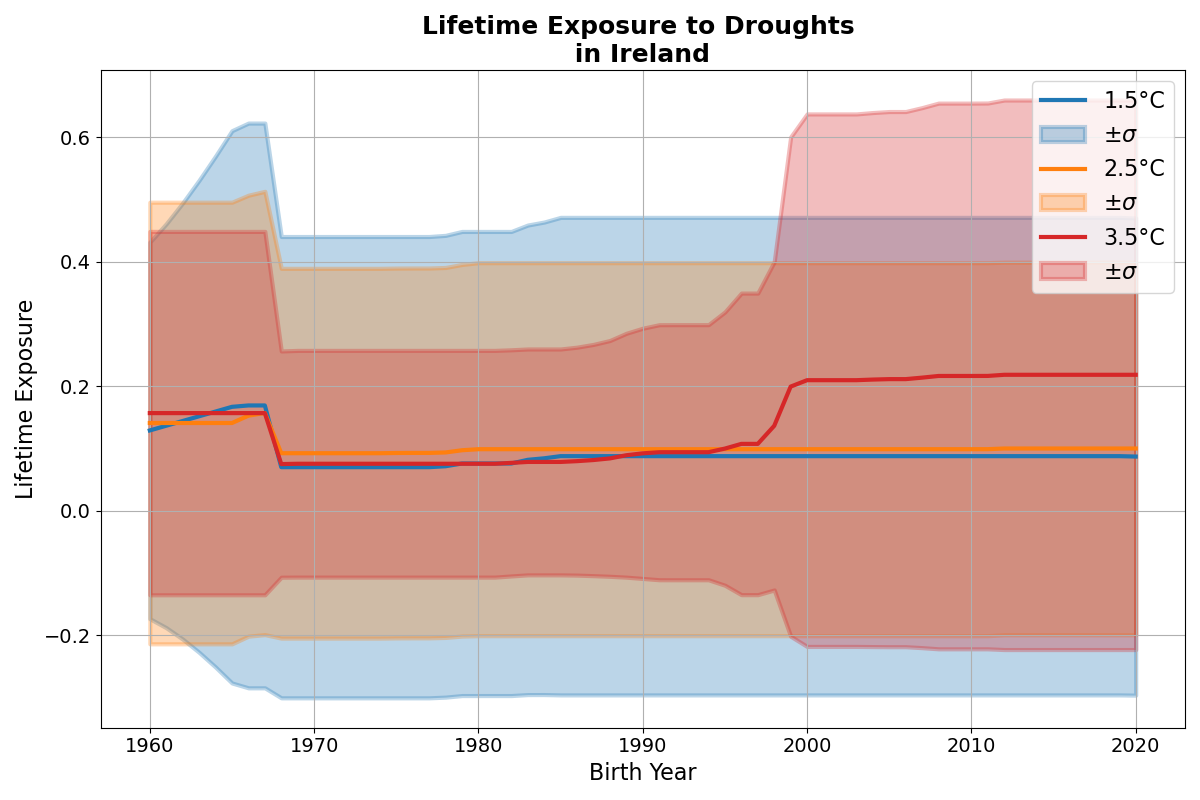 Lifetime Exposure to Droughts
in Ireland
1.5°C
±σ
2.5°C
±σ
3.5°C
±σ
Lifetime Exposure
0.6
0.4
0.2
0.0
−0.2
1960 1970 1980 1990 2000 2010 2020
Birth Year